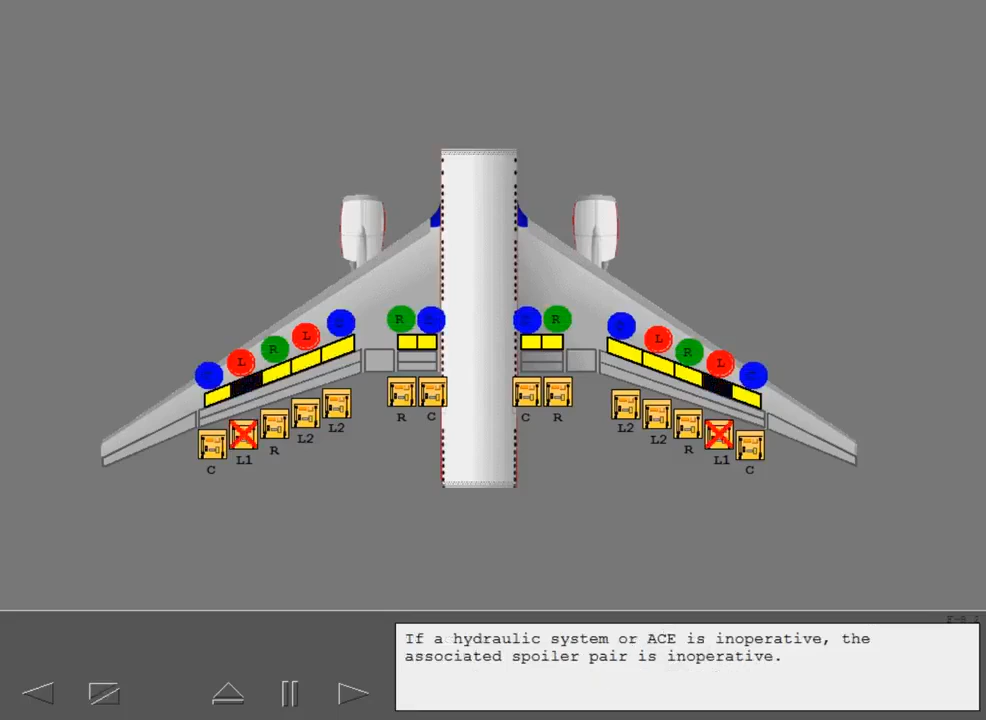 R
R
L
L
R
L
L
R
L
R
C
C
R
L2
L2
L2
L2
R
R
L1
L1
C
C
If a hydraulic system or ACE is inoperative, the
associated spoiler pair is inoperative.